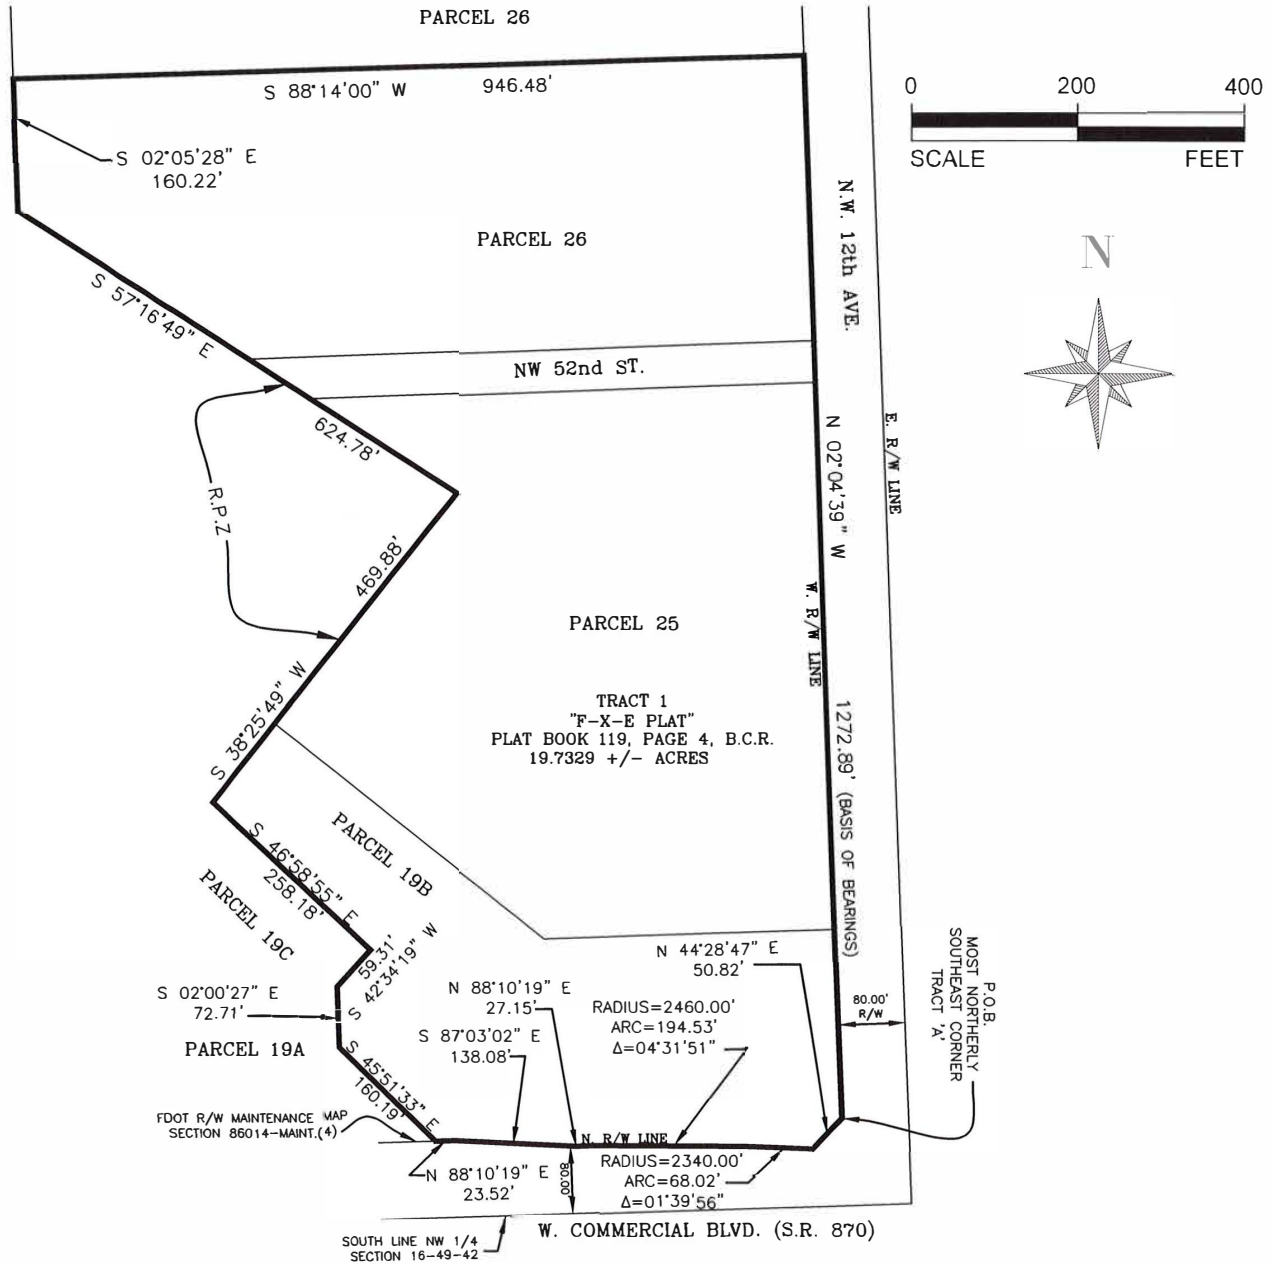 PARCEL 26
S 88°14'00" W 946.48'
0 200 400
SCALE FEET
S 02°05'28" E
160.22'
N.W. 12th AVE.
PARCEL 26
N
S 57°16'49" E
NW 52nd ST.
624.78'
N 02°04'39" W
E. R/W LINE
R.P.Z
469.88'
W. R/W LINE
PARCEL 25
S 38°25'49" W
TRACT 1
"F-X-E PLAT"
PLAT BOOK 119, PAGE 4, B.C.R.
19.7329 +/- ACRES
1272.89' (BASIS OF BEARINGS)
PARCEL 19B
S 46°58'55" E
258.18'
PARCEL 19C
59.31'
S 42°34'19" W
N 44°28'47" E
50.82'
P.O.B.
MOST NORTHERLY
SOUTHEAST CORNER
TRACT 'A'
S 02°00'27" E
72.71'
N 88°10'19" E
27.15'
RADIUS=2460.00'
ARC=194.53'
Δ=04°31'51"
80.00'
R/W
S 87°03'02" E
138.08'
PARCEL 19A
S 45°51'33" E
160.19'
FDOT R/W MAINTENANCE MAP
SECTION 86014-MAINT.(4)
N. R/W LINE
N 88°10'19" E
23.52'
80.00
RADIUS=2340.00'
ARC=68.02'
Δ=01°39'56"
W. COMMERCIAL BLVD. (S.R. 870)
SOUTH LINE NW 1/4
SECTION 16-49-42